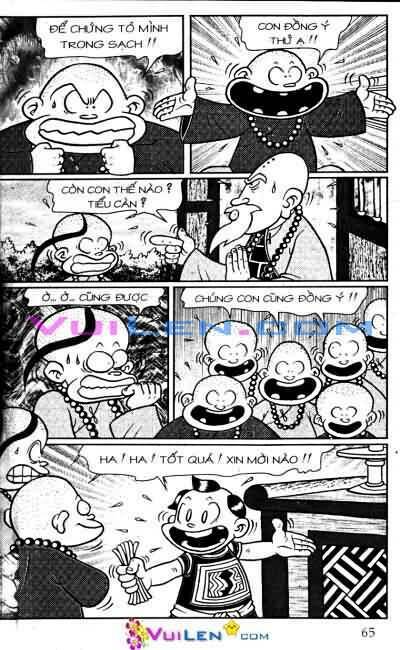 ĐỂ CHỨNG TỎ MÌNH
TRONG SẠCH !!
CON ĐỒNG Ý
THỬ Ạ !
CÒN CON THẾ NÀO ?
TIỂU CẦN ?
Ờ... Ờ... CŨNG ĐƯỢC
CHÚNG CON CŨNG ĐỒNG Ý !!
VUILEN.COM
HA ! HA ! TỐT QUÁ ! XIN MỜI NÀO !!
65
VUILEN.COM